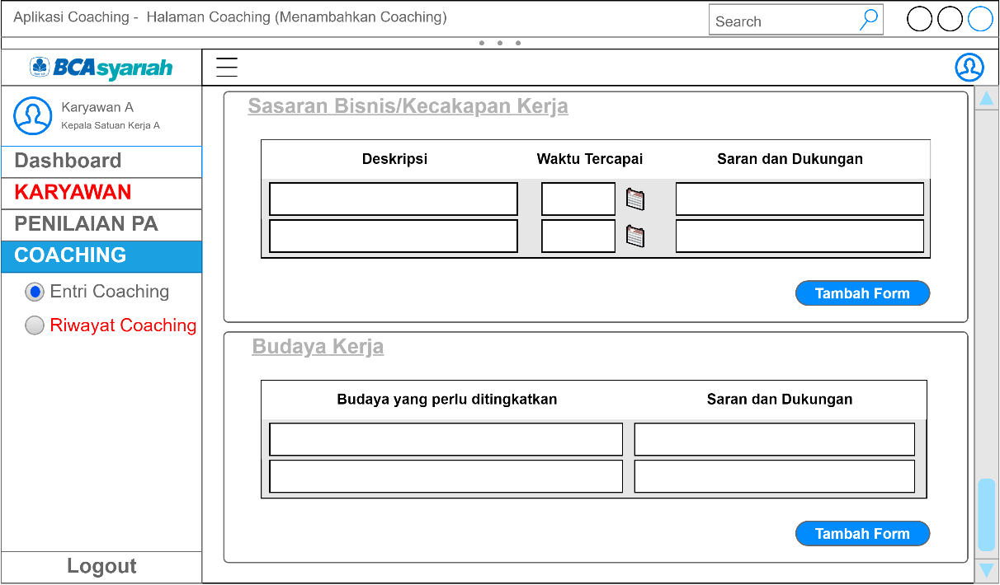 Aplikasi Coaching - Halaman Coaching (Menambahkan Coaching)
Search
BCAsyariah
Karyawan A
Kepala Satuan Kerja A
Dashboard
KARYAWAN
PENILAIAN PA
COACHING
Entri Coaching
Riwayat Coaching
Logout
Sasaran Bisnis/Kecakapan Kerja
Deskripsi Waktu Tercapai Saran dan Dukungan
Tambah Form
Budaya Kerja
Budaya yang perlu ditingkatkan Saran dan Dukungan
Tambah Form